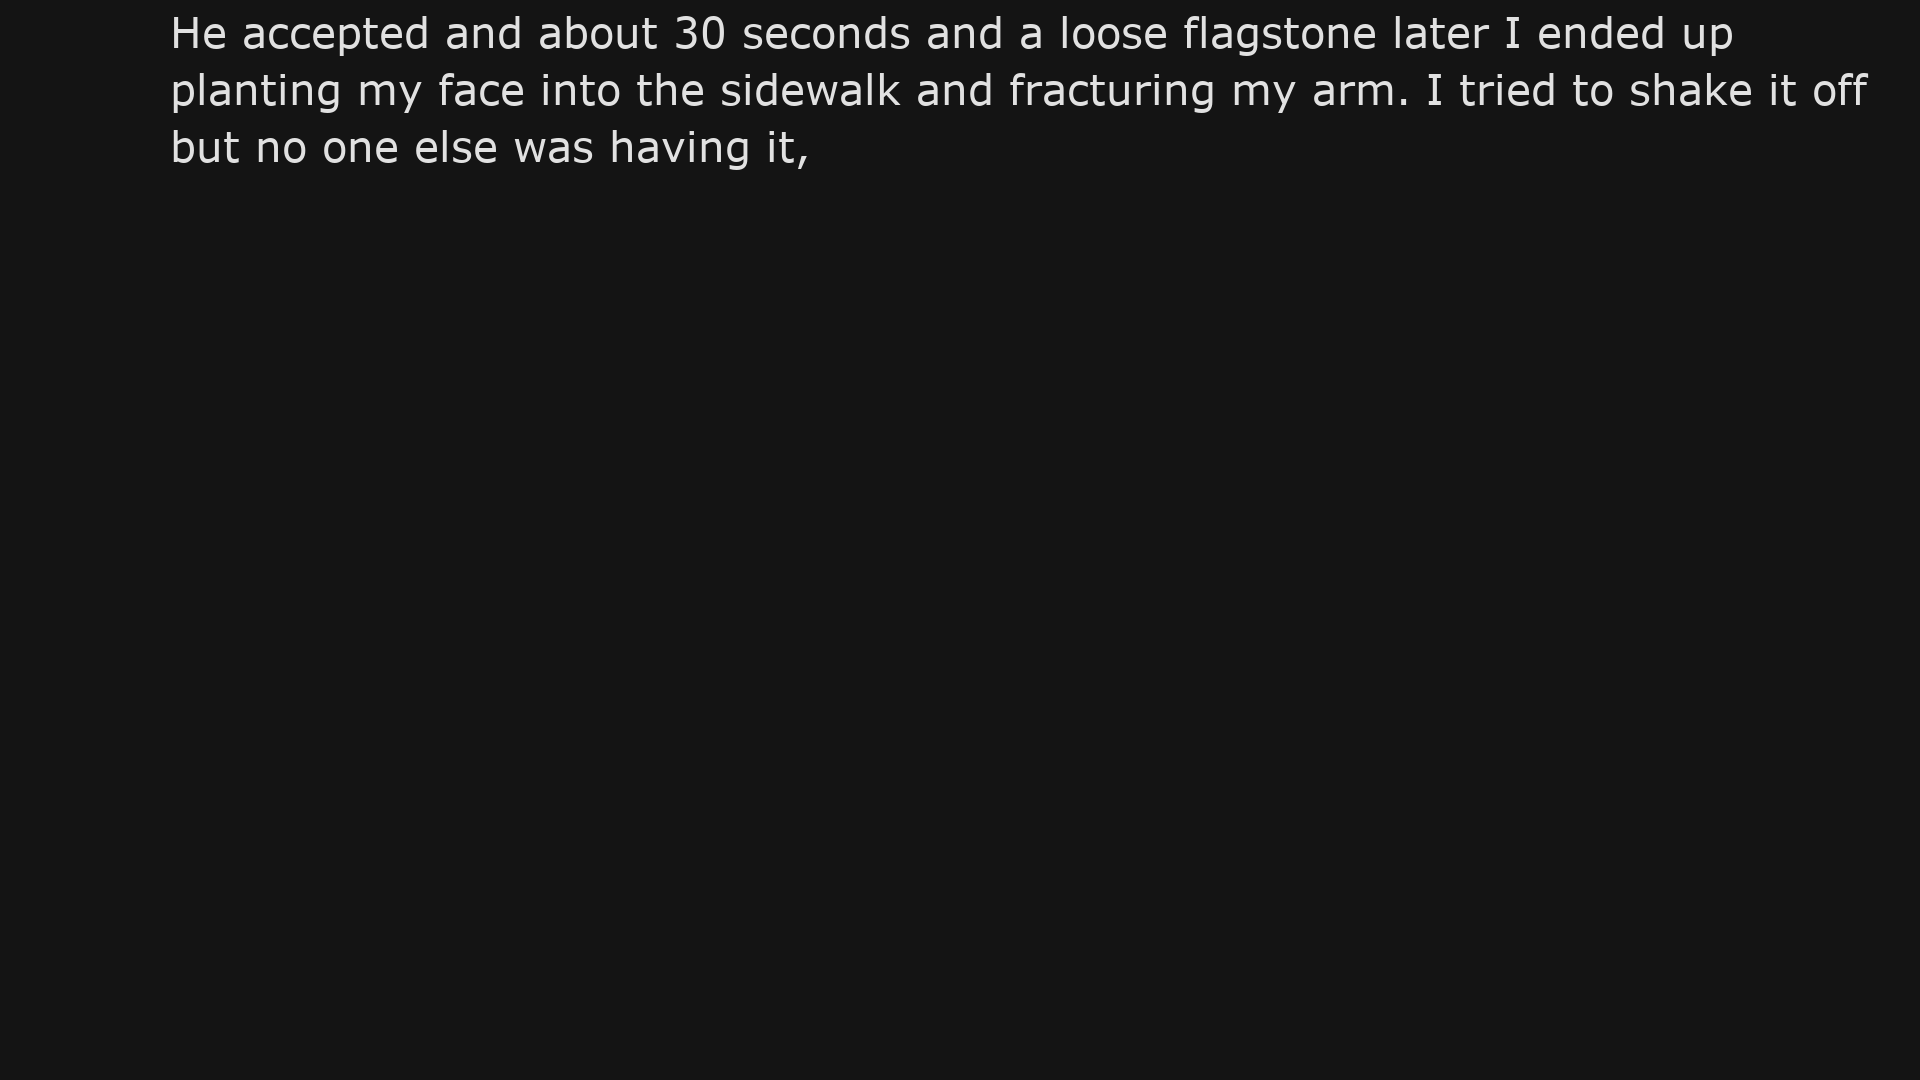 He accepted and about 30 seconds and a loose flagstone later I ended up
planting my face into the sidewalk and fracturing my arm. I tried to shake it off
but no one else was having it,